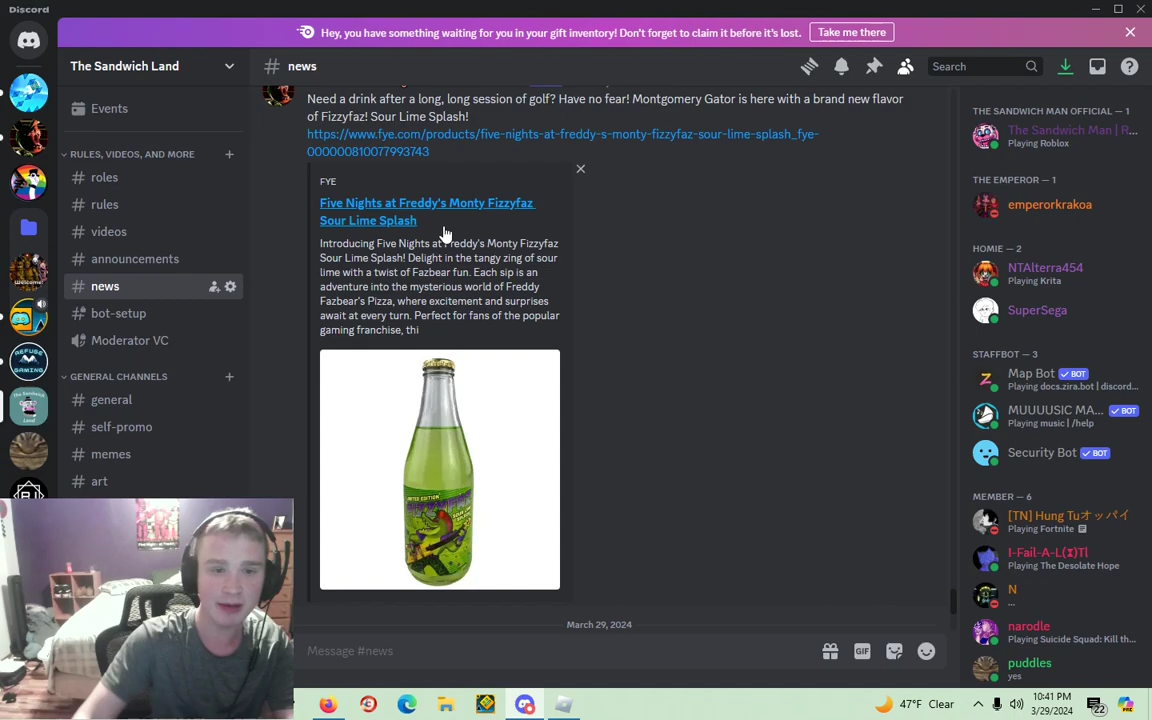 Discord
Hey, you have something waiting for you in your gift inventory! Don't forget to claim it before it's lost.
Take me there
The Sandwich Land
news
Search
Events
RULES, VIDEOS, AND MORE
roles
rules
videos
announcements
news
bot-setup
Moderator VC
GENERAL CHANNELS
general
self-promo
memes
art
Need a drink after a long, long session of golf? Have no fear! Montgomery Gator is here with a brand new flavor
of Fizzyfaz! Sour Lime Splash!
https://www.fye.com/products/five-nights-at-freddy-s-monty-fizzyfaz-sour-lime-splash_fye-
000000810077993743
FYE
Five Nights at Freddy's Monty Fizzyfaz
Sour Lime Splash
Introducing Five Nights at Freddy's Monty Fizzyfaz
Sour Lime Splash! Delight in the tangy zing of sour
lime with a twist of Fazbear fun. Each sip is an
adventure into the mysterious world of Freddy
Fazbear's Pizza, where excitement and surprises
await at every turn. Perfect for fans of the popular
gaming franchise, thi
LIMITED EDITION
FIZZYFAZ
March 29, 2024
Message #news
GIF
THE SANDWICH MAN OFFICIAL — 1
The Sandwich Man | R...
Playing Roblox
THE EMPEROR — 1
emperorkrakoa
HOMIE — 2
NTAlterra454
Playing Krita
SuperSega
STAFFBOT — 3
Map Bot ✓ BOT
Playing docs.zira.bot | discord...
MUUUUSIC MA... ✓ BOT
Playing music | /help
Security Bot ✓ BOT
MEMBER — 6
[TN] Hung Tuオッパイ
Playing Fortnite
I-Fail-A-L(⧗)Tl
Playing The Desolate Hope
N
...
narodle
Playing Suicide Squad: Kill th...
puddles
yes
47°F Clear
10:41 PM
3/29/2024
22